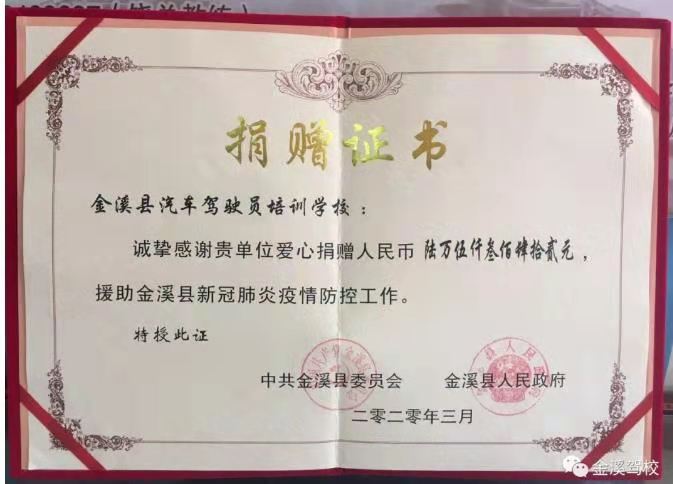 捐赠证书
金溪县汽车驾驶员培训学校：
诚挚感谢贵单位爱心捐赠人民币 陆万伍仟叁佰肆拾贰元，
援助金溪县新冠肺炎疫情防控工作。
特授此证
中共金溪县委员会 金溪县人民政府
二零二零年三月
金溪驾校